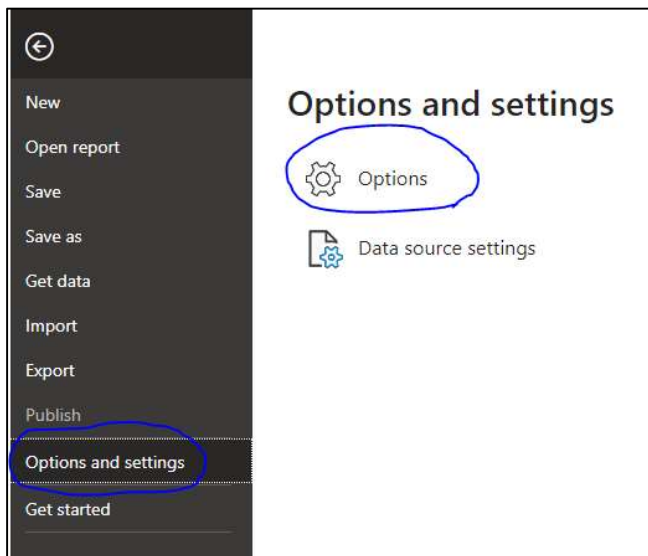 New
Open report
Save
Save as
Get data
Import
Export
Publish
Options and settings
Get started
Options and settings
Options
Data source settings